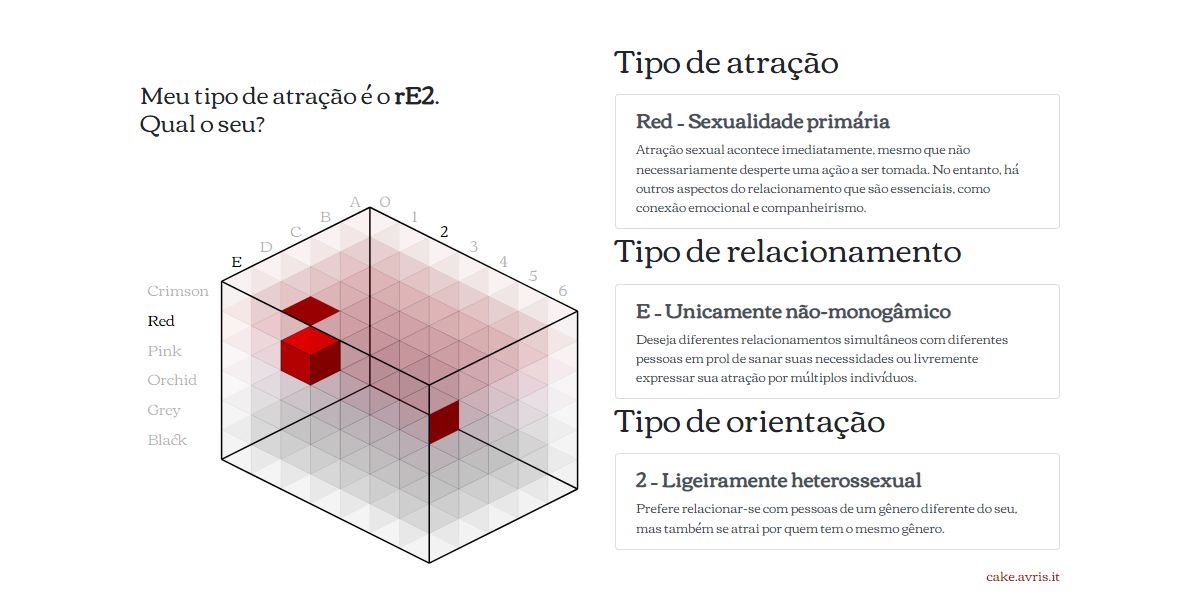 Meu tipo de atração é o rE2.
Qual o seu?
A
B
C
D
E
0
1
2
3
4
5
6
Crimson
Red
Pink
Orchid
Grey
Black
Tipo de atração
Red - Sexualidade primária
Atração sexual acontece imediatamente, mesmo que não
necessariamente desperte uma ação a ser tomada. No entanto, há
outros aspectos do relacionamento que são essenciais, como
conexão emocional e companheirismo.
Tipo de relacionamento
E - Unicamente não-monogâmico
Deseja diferentes relacionamentos simultâneos com diferentes
pessoas em prol de sanar suas necessidades ou livremente
expressar sua atração por múltiplos indivíduos.
Tipo de orientação
2 - Ligeiramente heterossexual
Prefere relacionar-se com pessoas de um gênero diferente do seu,
mas também se atrai por quem tem o mesmo gênero.
cake.avris.it